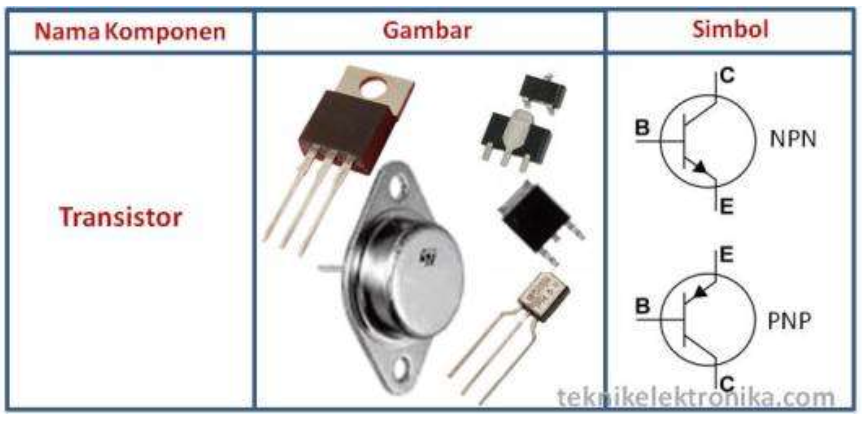 Nama Komponen
Gambar
Simbol
Transistor
C
B
NPN
E
E
B
PNP
C
teknikelektronika.com